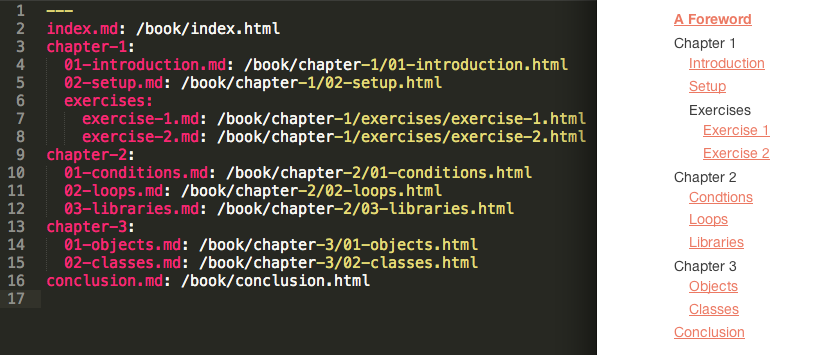 1 ---
2 index.md: /book/index.html
3 chapter-1:
4 01-introduction.md: /book/chapter-1/01-introduction.html
5 02-setup.md: /book/chapter-1/02-setup.html
6 exercises:
7 exercise-1.md: /book/chapter-1/exercises/exercise-1.html
8 exercise-2.md: /book/chapter-1/exercises/exercise-2.html
9 chapter-2:
10 01-conditions.md: /book/chapter-2/01-conditions.html
11 02-loops.md: /book/chapter-2/02-loops.html
12 03-libraries.md: /book/chapter-2/03-libraries.html
13 chapter-3:
14 01-objects.md: /book/chapter-3/01-objects.html
15 02-classes.md: /book/chapter-3/02-classes.html
16 conclusion.md: /book/conclusion.html
17
A Foreword
Chapter 1
Introduction
Setup
Exercises
Exercise 1
Exercise 2
Chapter 2
Condtions
Loops
Libraries
Chapter 3
Objects
Classes
Conclusion